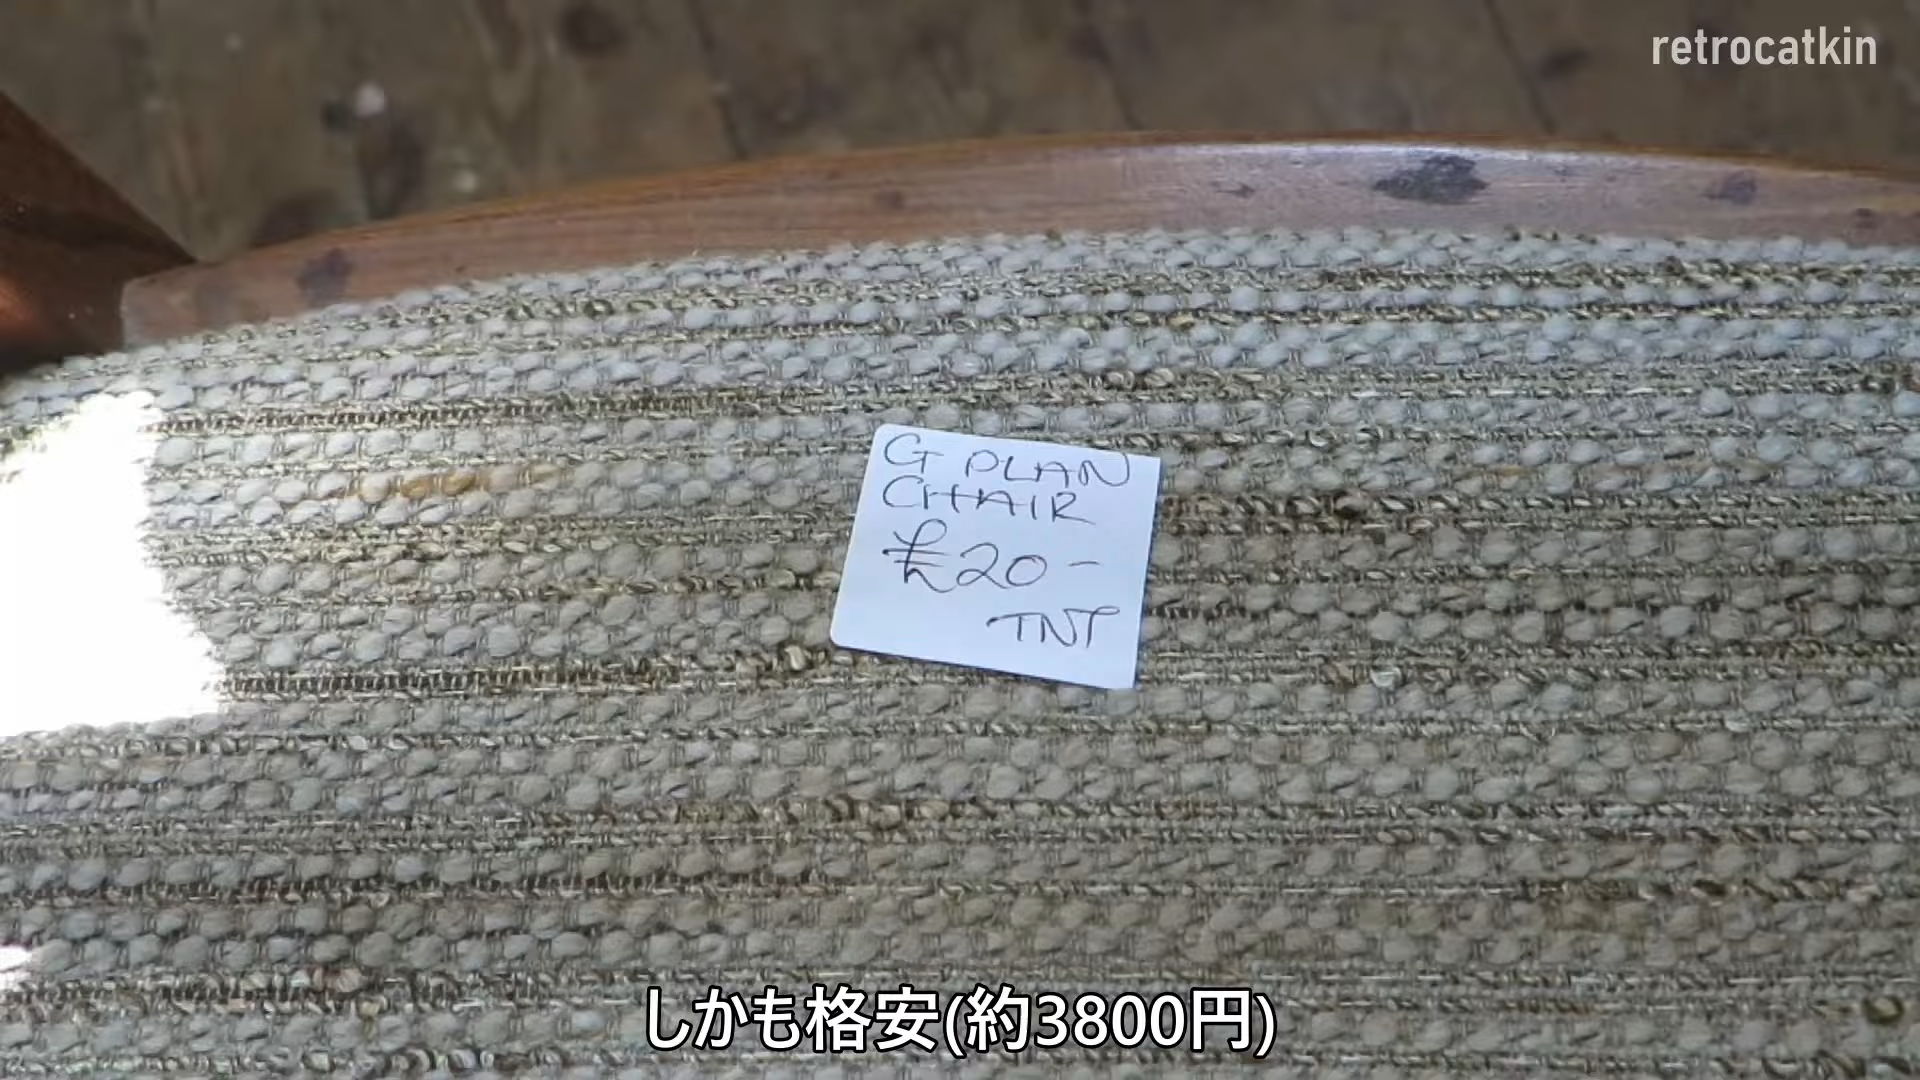 retrocatkin
G PLAN
CHAIR
£20-
TNT
しかも格安(約3800円)